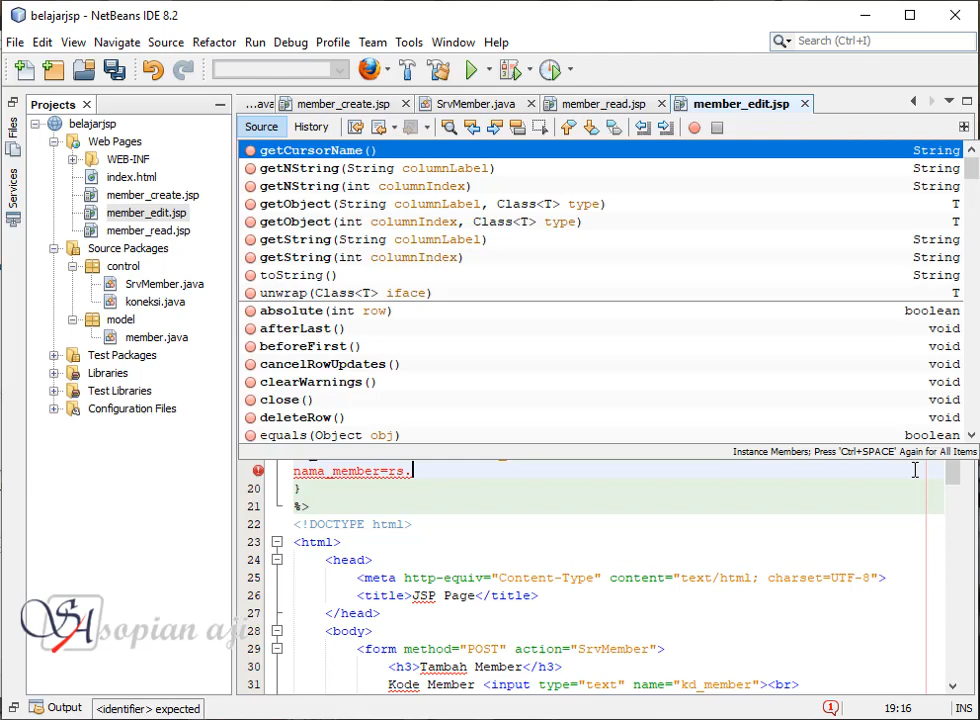 belajarjsp - NetBeans IDE 8.2
File Edit View Navigate Source Refactor Run Debug Profile Team Tools Window Help
Search (Ctrl+I)
Projects
...ava member_create.jsp SrvMember.java member_read.jsp member_edit.jsp
Files
Services
Source History
belajarjsp
Web Pages
WEB-INF
index.html
member_create.jsp
member_edit.jsp
member_read.jsp
Source Packages
control
SrvMember.java
koneksi.java
model
member.java
Test Packages
Libraries
Test Libraries
Configuration Files
getCursorName() String
getNString(String columnLabel) String
getNString(int columnIndex) String
getObject(String columnLabel, Class<T> type) T
getObject(int columnIndex, Class<T> type) T
getString(String columnLabel) String
getString(int columnIndex) String
toString() String
unwrap(Class<T> iface) T
absolute(int row) boolean
afterLast() void
beforeFirst() void
cancelRowUpdates() void
clearWarnings() void
close() void
deleteRow() void
equals(Object obj) boolean
Instance Members; Press 'Ctrl+SPACE' Again for All Items
nama_member=rs.
20 }
21 %>
22 <!DOCTYPE html>
23 <html>
24 <head>
25 <meta http-equiv="Content-Type" content="text/html; charset=UTF-8">
26 <title>JSP Page</title>
27 </head>
28 <body>
29 <form method="POST" action="SrvMember">
30 <h3>Tambah Member</h3>
31 Kode Member <input type="text" name="kd_member"><br>
SA sopian aji
Output
<identifier> expected
1
19:16
INS